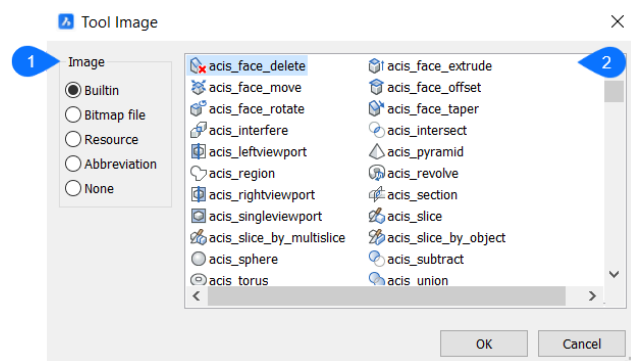 Tool Image
1
Image
Builtin
Bitmap file
Resource
Abbreviation
None
2
acis_face_delete
acis_face_move
acis_face_rotate
acis_interfere
acis_leftviewport
acis_region
acis_rightviewport
acis_singleviewport
acis_slice_by_multislice
acis_sphere
acis_torus
acis_face_extrude
acis_face_offset
acis_face_taper
acis_intersect
acis_pyramid
acis_revolve
acis_section
acis_slice
acis_slice_by_object
acis_subtract
acis_union
OK
Cancel